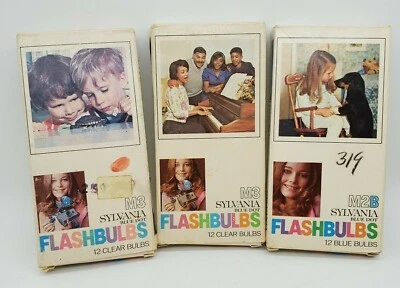 M3
SYLVANIA
BLUE DOT
FLASHBULBS
12 CLEAR BULBS
M3
SYLVANIA
BLUE DOT
FLASHBULBS
12 CLEAR BULBS
319
M2B
SYLVANIA
BLUE DOT
FLASHBULBS
12 BLUE BULBS